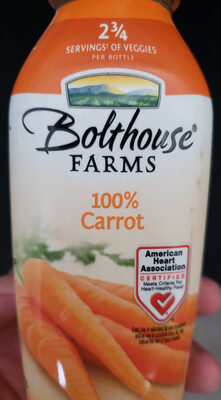 2¾
SERVINGS† OF VEGGIES
PER BOTTLE
Bolthouse®
FARMS
100%
Carrot
American
Heart
Association
CERTIFIED
Meets Criteria For
Heart-Healthy Food